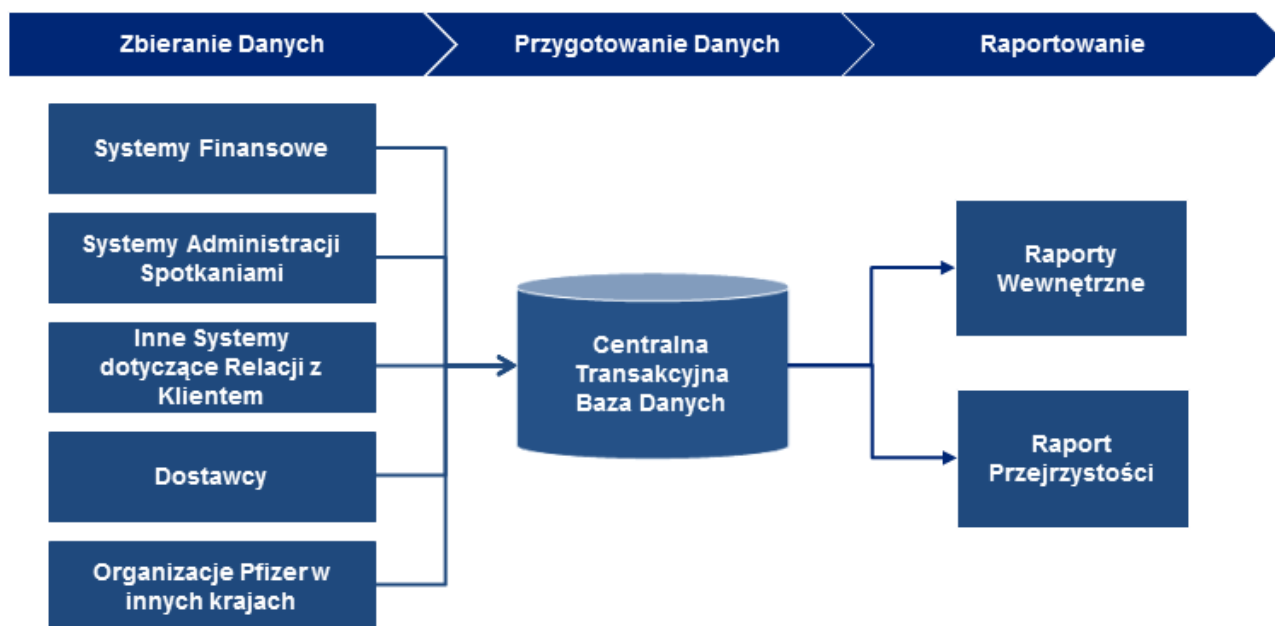 Zbieranie Danych
Przygotowanie Danych
Raportowanie
Systemy Finansowe
Systemy Administracji
Spotkaniami
Inne Systemy
dotyczące Relacji z
Klientem
Dostawcy
Organizacje Pfizer w
innych krajach
Centralna
Transakcyjna
Baza Danych
Raporty
Wewnętrzne
Raport
Przejrzystości